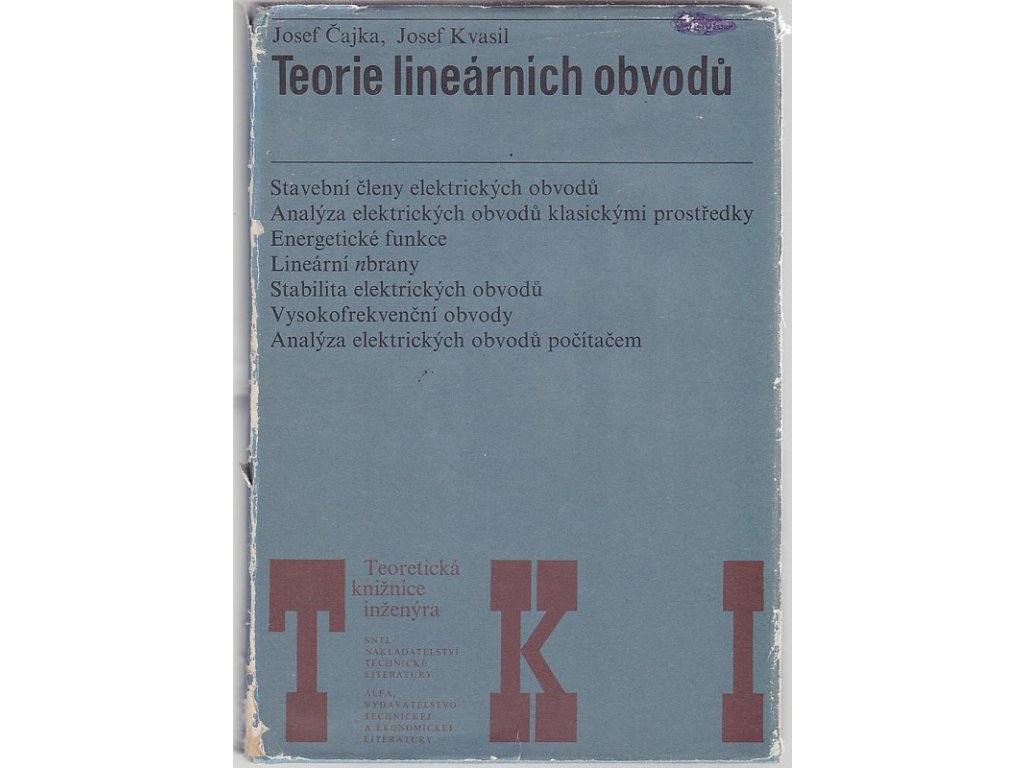 Josef Čajka, Josef Kvasil
Teorie lineárních obvodů
Stavební členy elektrických obvodů
Analýza elektrických obvodů klasickými prostředky
Energetické funkce
Lineární nbrany
Stabilita elektrických obvodů
Vysokofrekvenční obvody
Analýza elektrických obvodů počítačem
Teoretická
knižnice
inženýra
SNTL-
NAKLADATELSTVÍ
TECHNICKÉ
LITERATURY,
ALFA,
VYDAVATEĽSTVO
TECHNICKEJ
A EKONOMICKEJ
LITERATÚRY
T K I